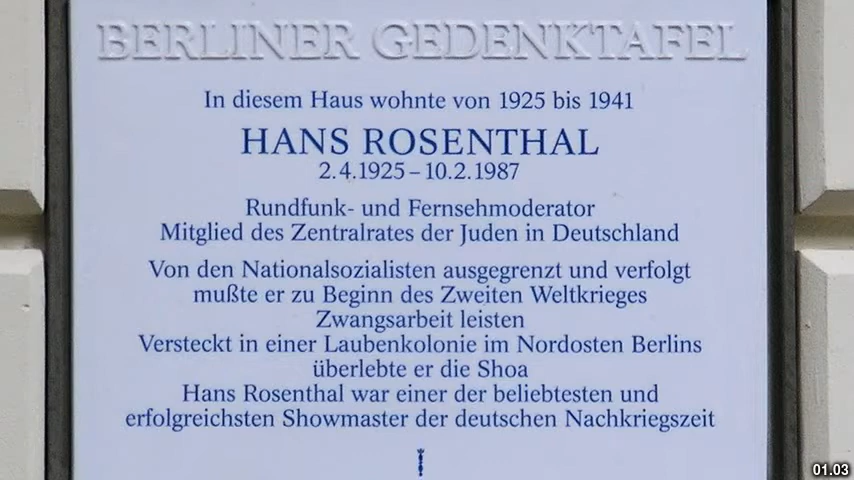 BERLINER GEDENKTAFEL
In diesem Haus wohnte von 1925 bis 1941
HANS ROSENTHAL
2.4.1925 – 10.2.1987
Rundfunk- und Fernsehmoderator
Mitglied des Zentralrates der Juden in Deutschland
Von den Nationalsozialisten ausgegrenzt und verfolgt
mußte er zu Beginn des Zweiten Weltkrieges
Zwangsarbeit leisten
Versteckt in einer Laubenkolonie im Nordosten Berlins
überlebte er die Shoa
Hans Rosenthal war einer der beliebtesten und
erfolgreichsten Showmaster der deutschen Nachkriegszeit
01.03